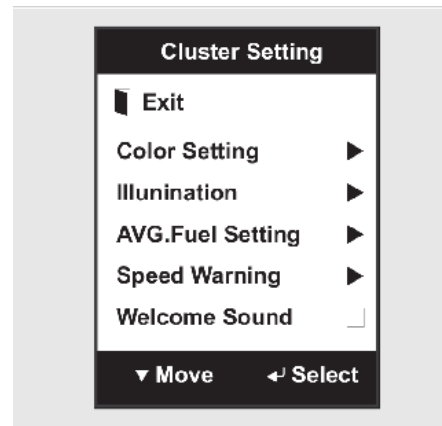 Cluster Setting
Exit
Color Setting
Illunination
AVG.Fuel Setting
Speed Warning
Welcome Sound
Move Select